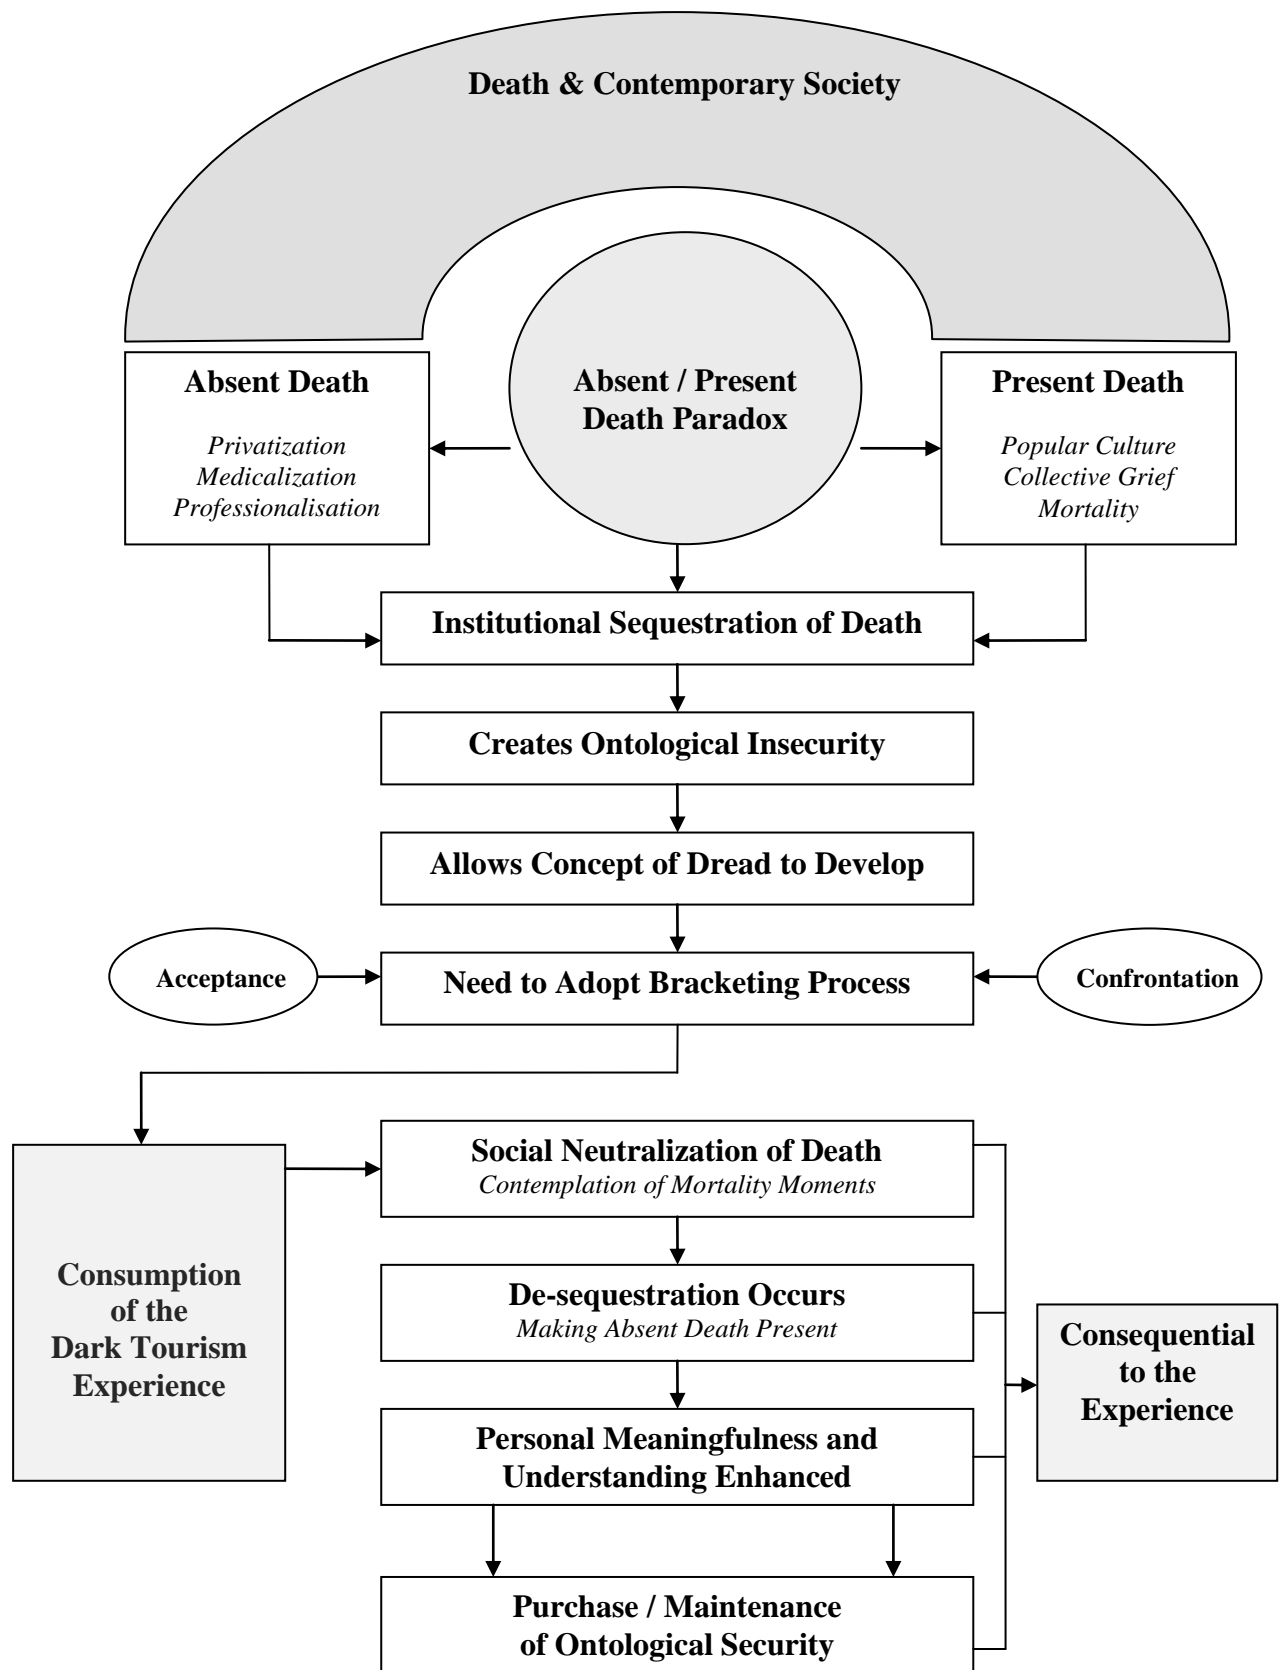 Death & Contemporary Society
Absent Death
Privatization
Medicalization
Professionalisation
Absent / Present
Death Paradox
Present Death
Popular Culture
Collective Grief
Mortality
Institutional Sequestration of Death
Creates Ontological Insecurity
Allows Concept of Dread to Develop
Acceptance
Need to Adopt Bracketing Process
Confrontation
Consumption
of the
Dark Tourism
Experience
Social Neutralization of Death
Contemplation of Mortality Moments
De-sequestration Occurs
Making Absent Death Present
Personal Meaningfulness and
Understanding Enhanced
Purchase / Maintenance
of Ontological Security
Consequential
to the
Experience